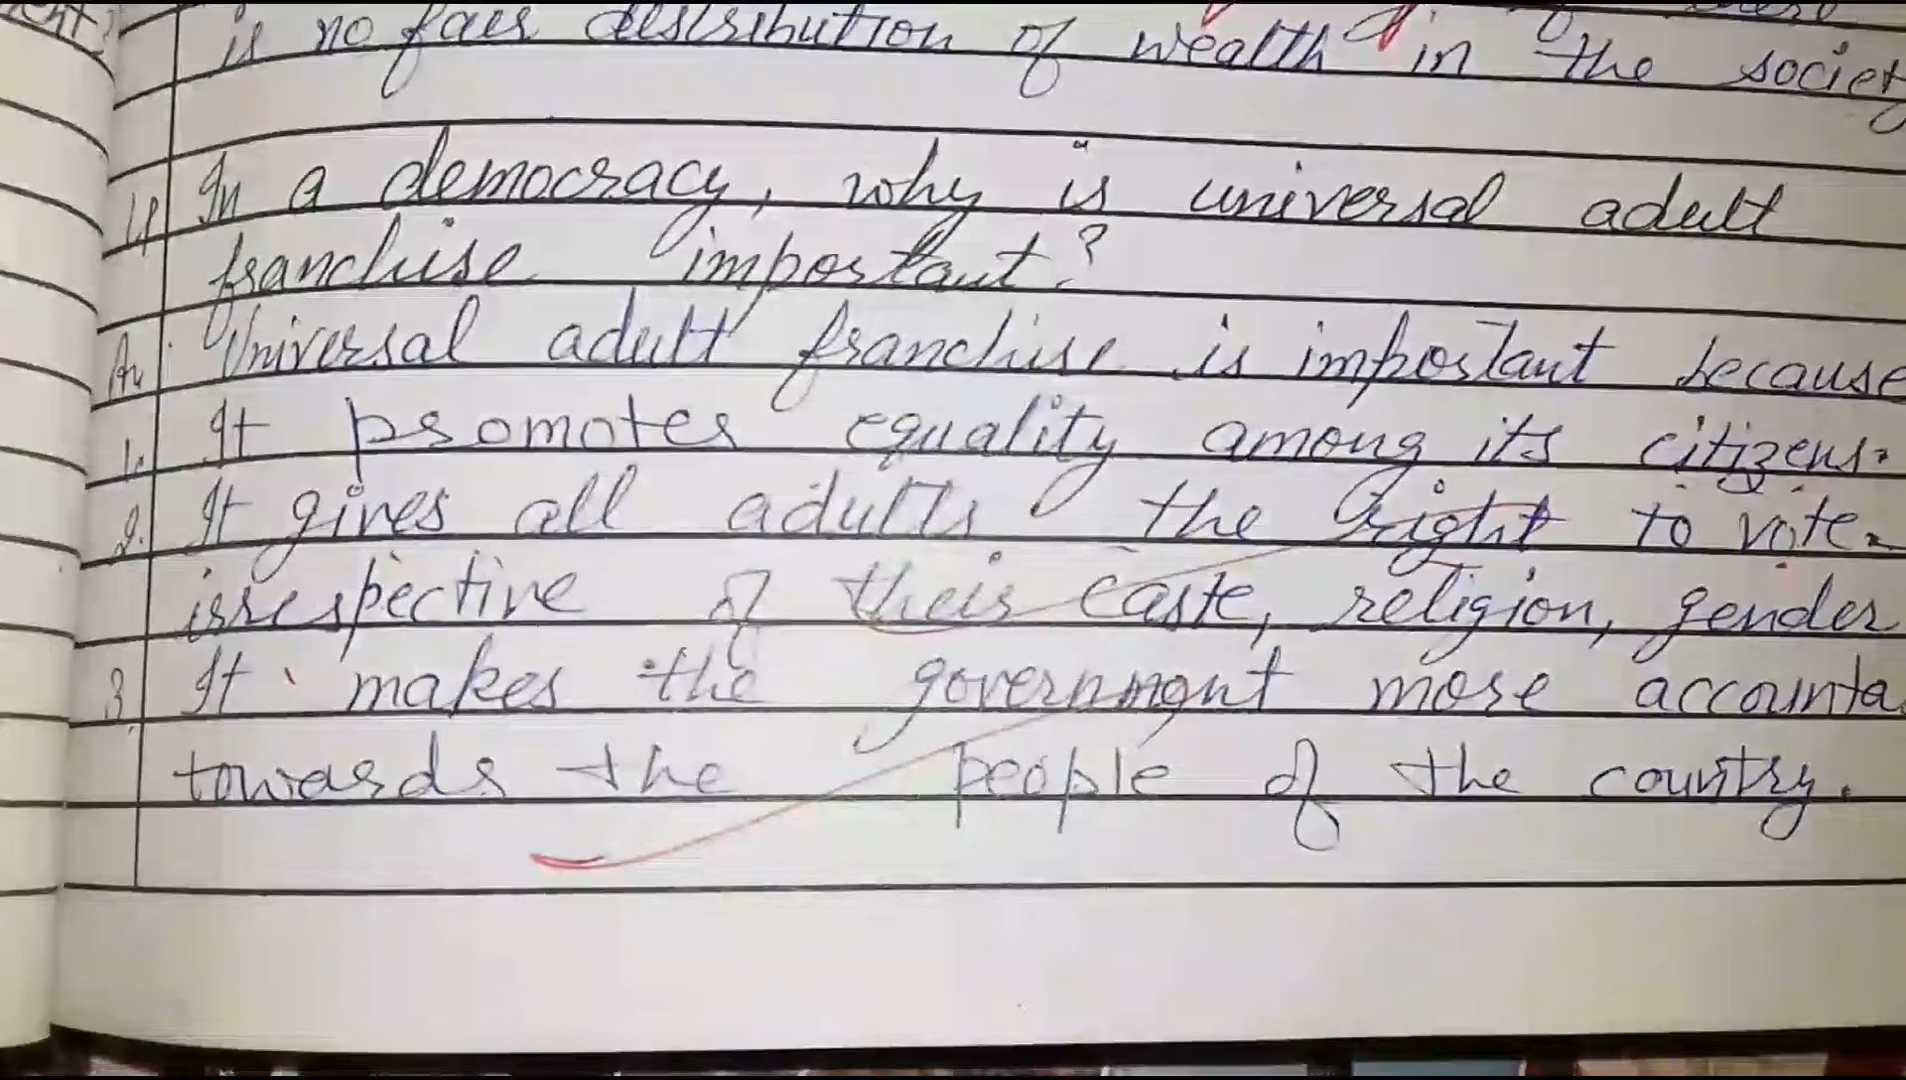 is no fair distribution of wealth in the society
4. In a democracy, why is universal adult
franchise important?
An. Universal adult franchise is important because
1. It promotes equality among its citizens.
2. It gives all adults the right to vote
irrespective of their caste, religion, gender
3. It makes the government more accounta
towards the people of the country.